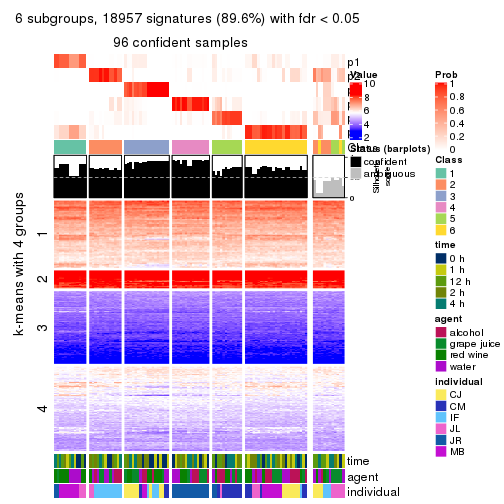 6 subgroups, 18957 signatures (89.6%) with fdr < 0.05
96 confident samples
p1
Value
10
8
6
4
2
Status (barplots)
confident
ambiguous
0
k-means with 4 groups
1
2
3
4
time
agent
individual
Prob
1
0.8
0.6
0.4
0.2
0
Class
1
2
3
4
5
6
time
0 h
1 h
12 h
2 h
4 h
agent
alcohol
grape juice
red wine
water
individual
CJ
CM
IF
JL
JR
MB